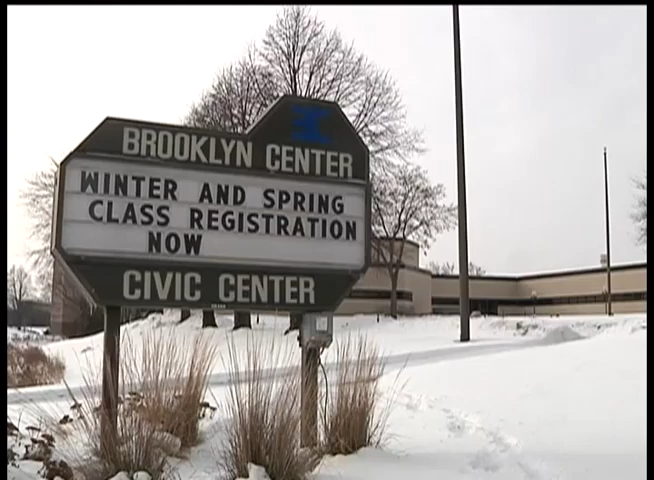 BROOKLYN CENTER
WINTER AND SPRING
CLASS REGISTRATION
NOW
CIVIC CENTER